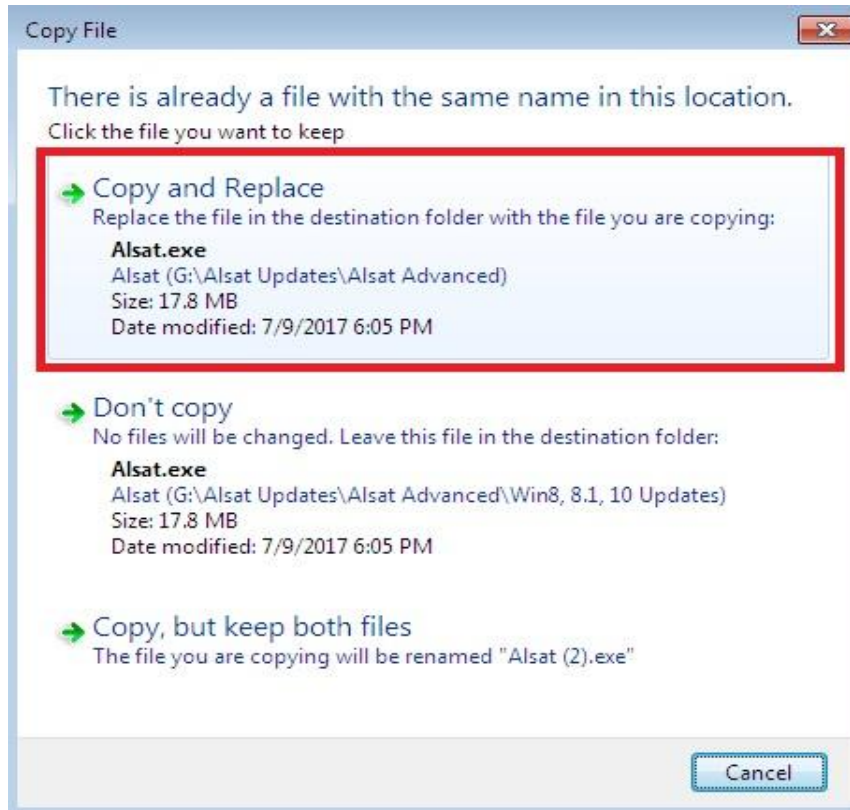 Copy File
There is already a file with the same name in this location.
Click the file you want to keep
Copy and Replace
Replace the file in the destination folder with the file you are copying:
Alsat.exe
Alsat (G:\Alsat Updates\Alsat Advanced)
Size: 17.8 MB
Date modified: 7/9/2017 6:05 PM
Don't copy
No files will be changed. Leave this file in the destination folder:
Alsat.exe
Alsat (G:\Alsat Updates\Alsat Advanced\Win8, 8.1, 10 Updates)
Size: 17.8 MB
Date modified: 7/9/2017 6:05 PM
Copy, but keep both files
The file you are copying will be renamed "Alsat (2).exe"
Cancel